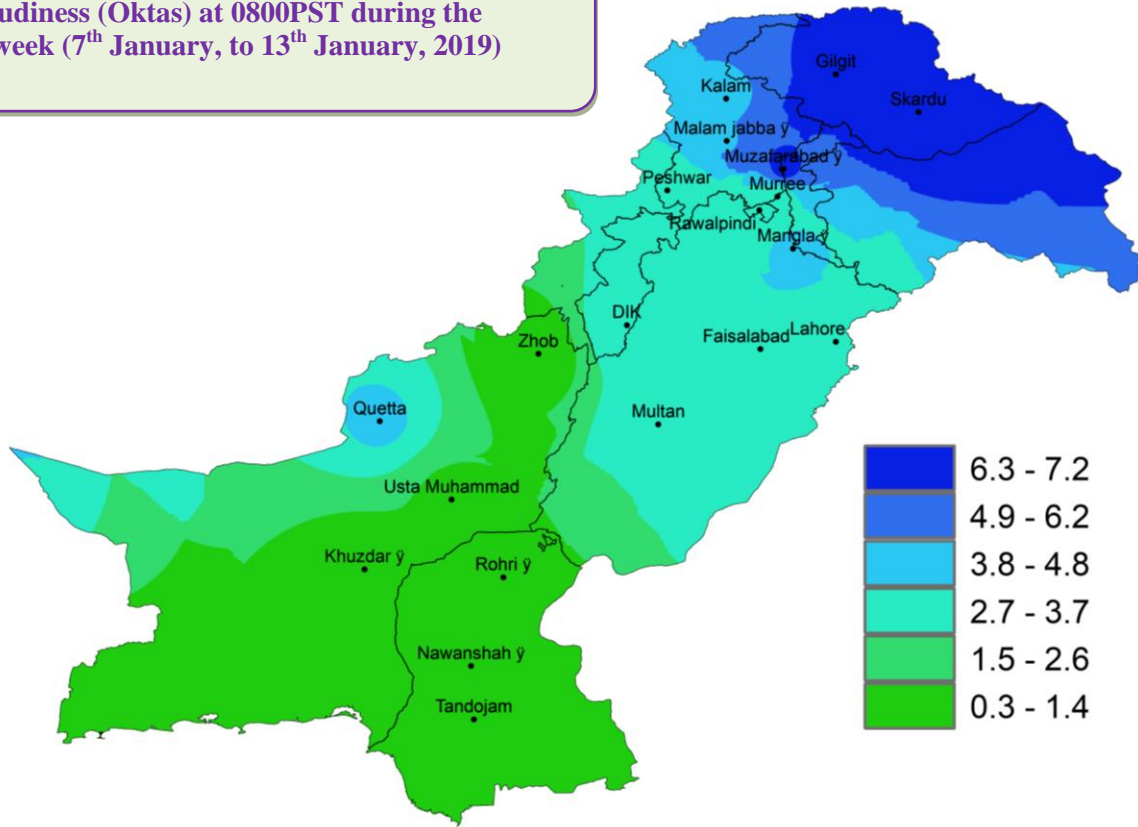 udiness (Oktas) at 0800PST during the
week (7th January, to 13th January, 2019)
Gilgit
Kalam
Skardu
Malam jabba ÿ
Muzafarabad ÿ
Peshwar
Murree
Rawalpindi
Mangla ÿ
DIK
Zhob
Faisalabad
Lahore
Quetta
Multan
Usta Muhammad
Khuzdar ÿ
Rohri ÿ
Nawanshah ÿ
Tandojam
6.3 - 7.2
4.9 - 6.2
3.8 - 4.8
2.7 - 3.7
1.5 - 2.6
0.3 - 1.4